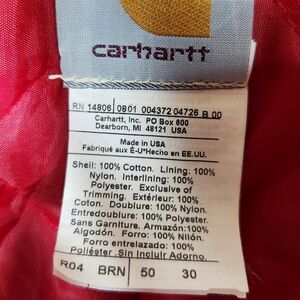 carhartt
RN 14806 0801 004372 04726 B 00
Carhartt, Inc. PO Box 600
Dearborn, MI 48121 USA
Made in USA
Fabriqué aux É-U*Hecho en EE.UU.
Shell: 100% Cotton. Lining: 100%
Nylon. Interlining: 100%
Polyester. Exclusive of
Trimming. Extérieur: 100%
Coton. Doublure: 100% Nylon.
Entredoublure: 100% Polyester.
Sans Garniture. Armazón:100%
Algodón. Forro: 100% Nilón.
Forro entretelado: 100%
Poliéster. Sin Incluir Adorno.
R04 BRN 50 30